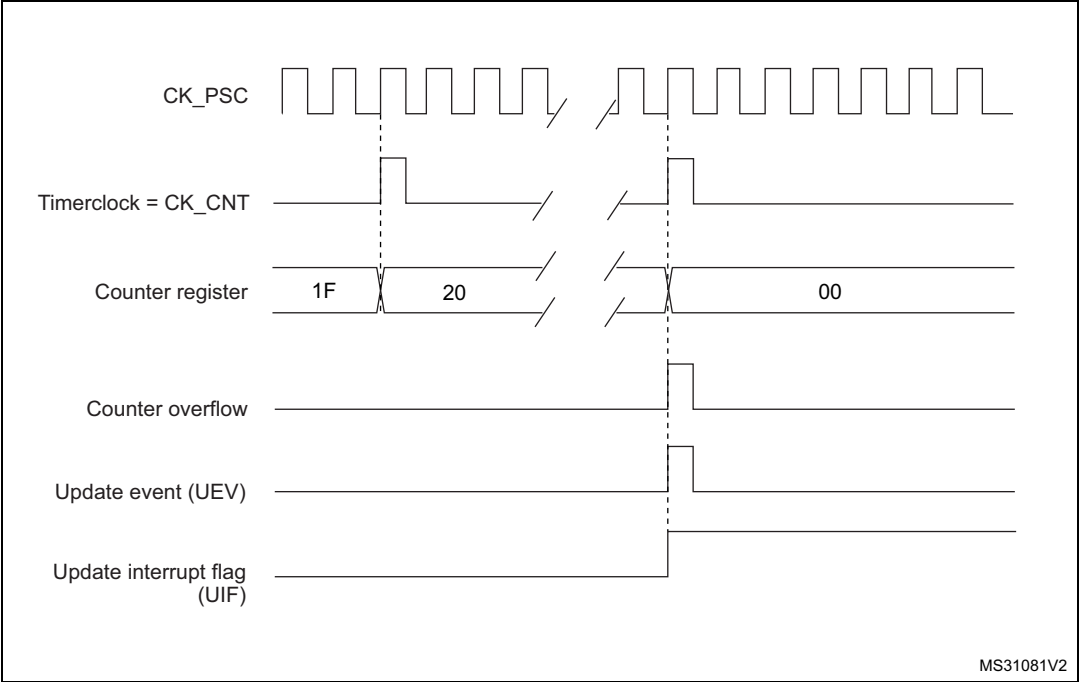 CK_PSC
Timerclock = CK_CNT
Counter register
1F
20
00
Counter overflow
Update event (UEV)
Update interrupt flag
(UIF)
MS31081V2